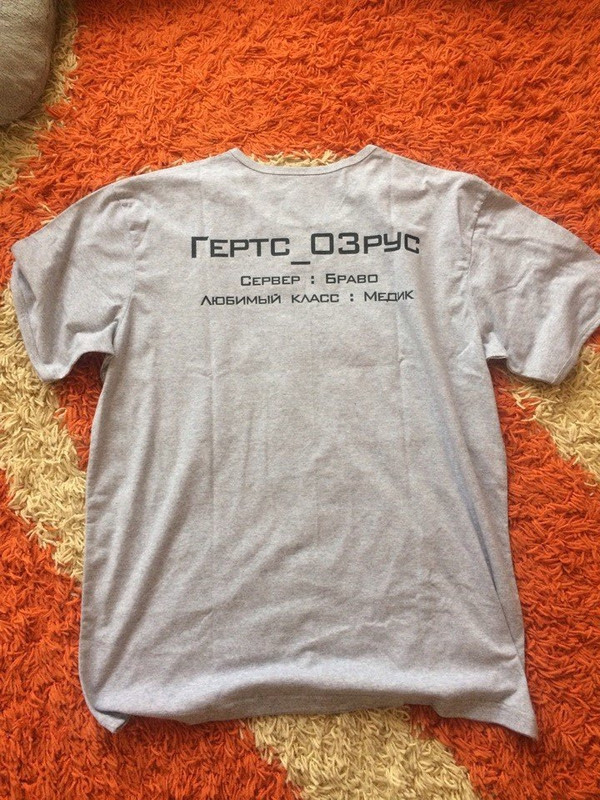 Гертс_03рус
Сервер : Браво
Любимый класс : Медик